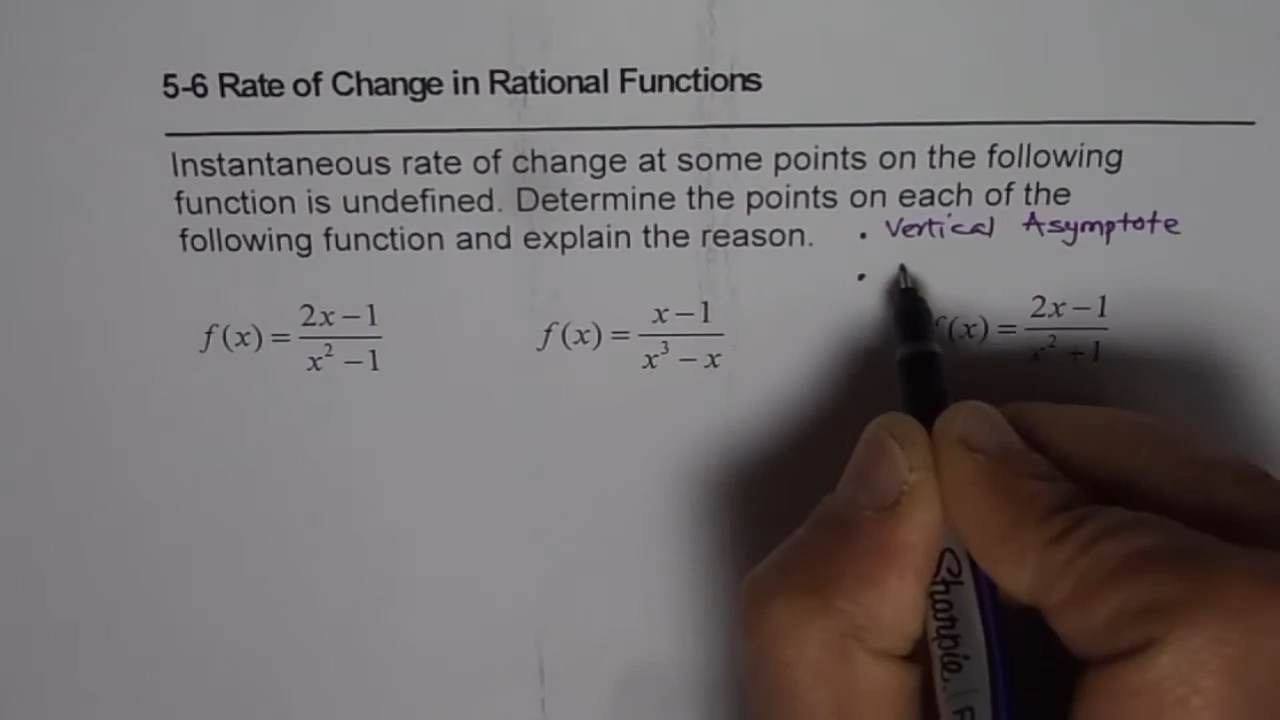 5-6 Rate of Change in Rational Functions
Instantaneous rate of change at some points on the following
function is undefined. Determine the points on each of the
following function and explain the reason. • Vertical Asymptote
•
f(x) = (2x − 1)/(x² − 1)
f(x) = (x − 1)/(x³ − x)
f(x) = (2x − 1)/(x² + 1)
Sharpie.